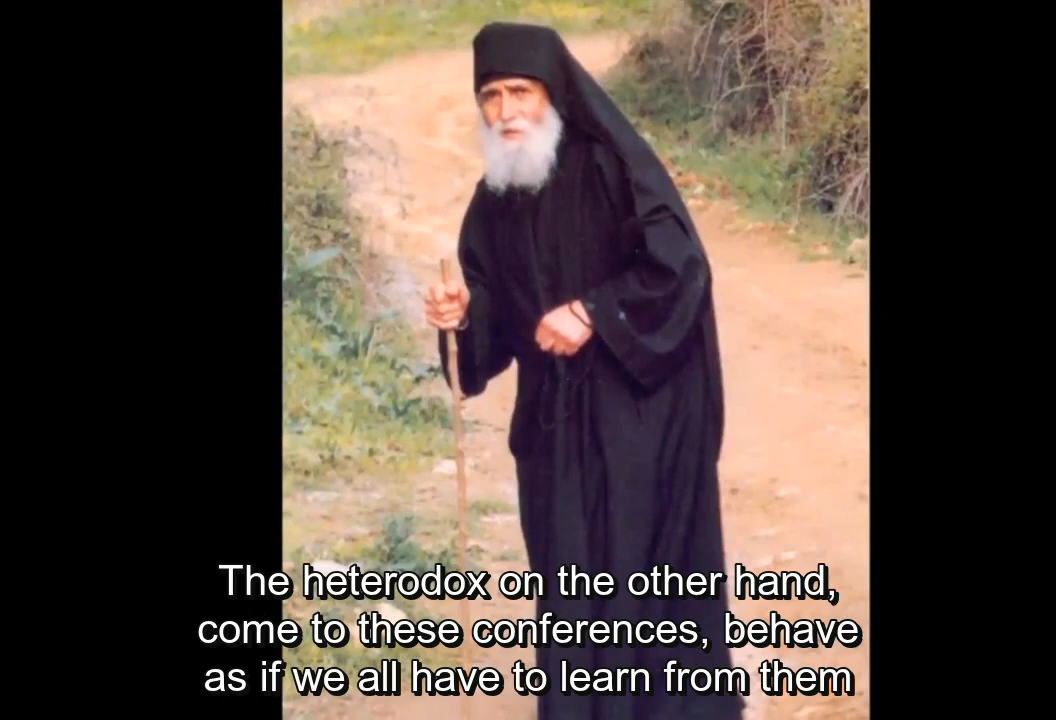 The heterodox on the other hand,
come to these conferences, behave
as if we all have to learn from them